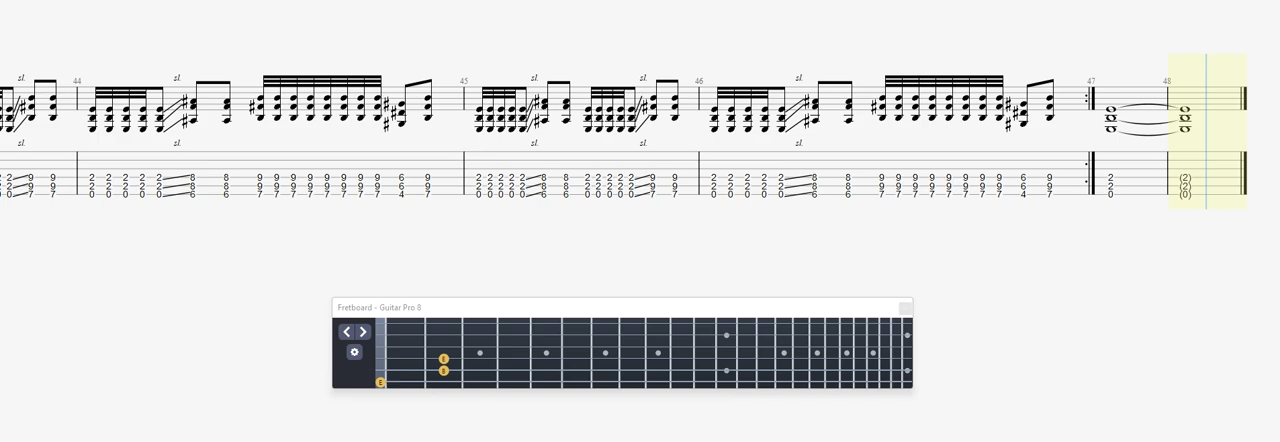 sl. sl. sl. sl. sl.
44 45 46 47 48
sl. sl. sl. sl. sl.
2 2 9 9 2 2 2 2 2 8 8 9 9 9 9 9 9 9 9 6 9 2 2 2 2 2 8 8 2 2 2 2 2 9 9 2 2 2 2 2 8 8 9 9 9 9 9 9 9 9 6 9 2 (2)
2 2 9 9 2 2 2 2 2 8 8 9 9 9 9 9 9 9 9 6 9 2 2 2 2 2 8 8 2 2 2 2 2 9 9 2 2 2 2 2 8 8 9 9 9 9 9 9 9 9 6 9 2 (2)
0 0 7 7 0 0 0 0 0 6 6 7 7 7 7 7 7 7 7 4 7 0 0 0 0 0 6 6 0 0 0 0 0 7 7 0 0 0 0 0 6 6 7 7 7 7 7 7 7 7 4 7 0 (0)
Fretboard - Guitar Pro 8
E
E